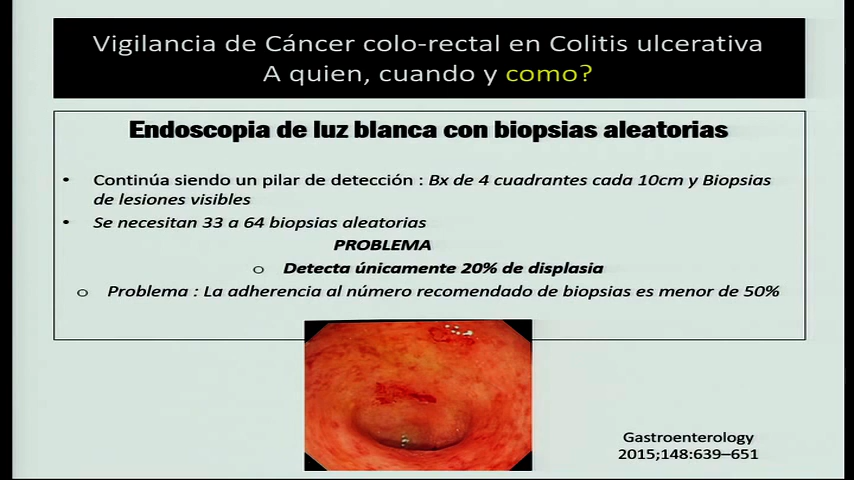 Vigilancia de Cáncer colo-rectal en Colitis ulcerativa
A quien, cuando y como?
Endoscopia de luz blanca con biopsias aleatorias
• Continúa siendo un pilar de detección : Bx de 4 cuadrantes cada 10cm y Biopsias
de lesiones visibles
• Se necesitan 33 a 64 biopsias aleatorias
PROBLEMA
o Detecta únicamente 20% de displasia
o Problema : La adherencia al número recomendado de biopsias es menor de 50%
Gastroenterology
2015;148:639–651